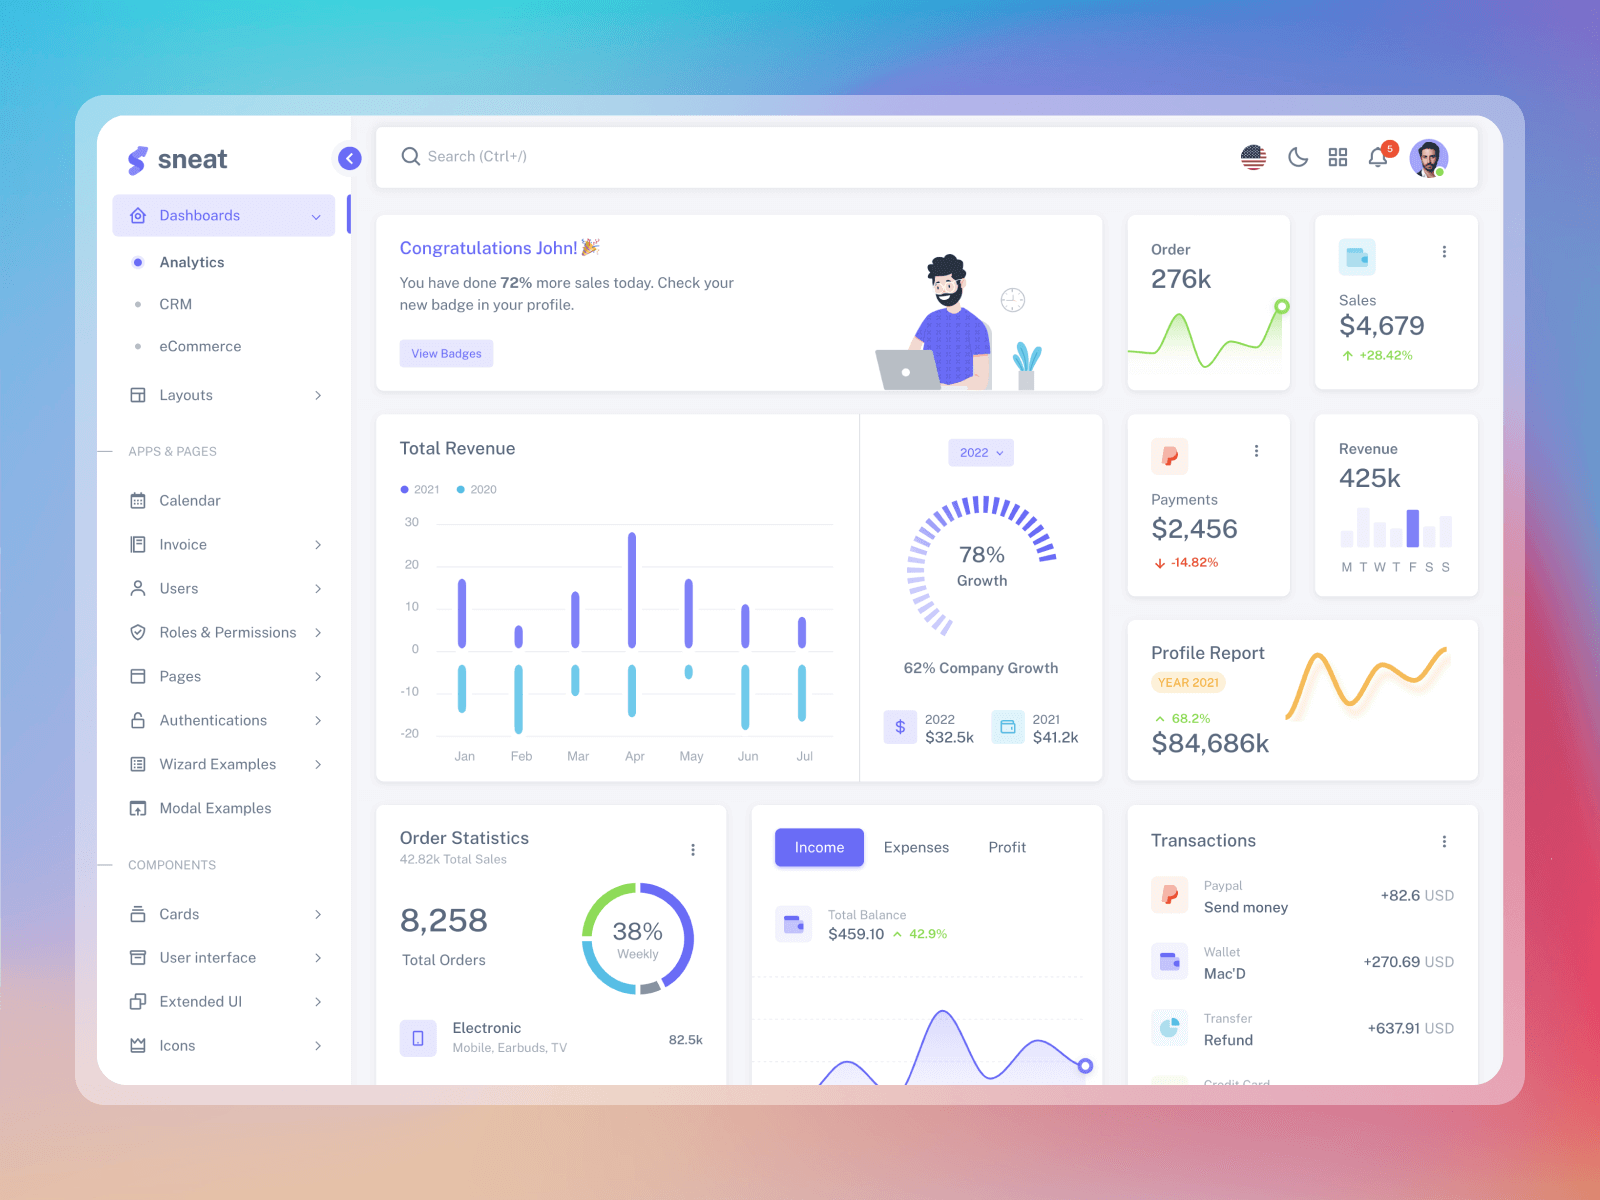 sneat
Dashboards
Analytics
CRM
eCommerce
Layouts
APPS & PAGES
Calendar
Invoice
Users
Roles & Permissions
Pages
Authentications
Wizard Examples
Modal Examples
COMPONENTS
Cards
User interface
Extended UI
Icons
Search (Ctrl+/)
5
Congratulations John!🎉
You have done 72% more sales today. Check your
new badge in your profile.
View Badges
Order
276k
Sales
$4,679
+28.42%
Total Revenue
2021 2020
30
20
10
0
-10
-20
Jan Feb Mar Apr May Jun Jul
2022
78%
Growth
62% Company Growth
$
2022
$32.5k
2021
$41.2k
Payments
$2,456
-14.82%
Revenue
425k
M T W T F S S
Profile Report
YEAR 2021
68.2%
$84,686k
Order Statistics
42.82k Total Sales
8,258
Total Orders
38%
Weekly
Electronic
Mobile, Earbuds, TV
82.5k
Income Expenses Profit
Total Balance
$459.10 42.9%
Transactions
Paypal
Send money
+82.6 USD
Wallet
Mac'D
+270.69 USD
Transfer
Refund
+637.91 USD
Credit Card